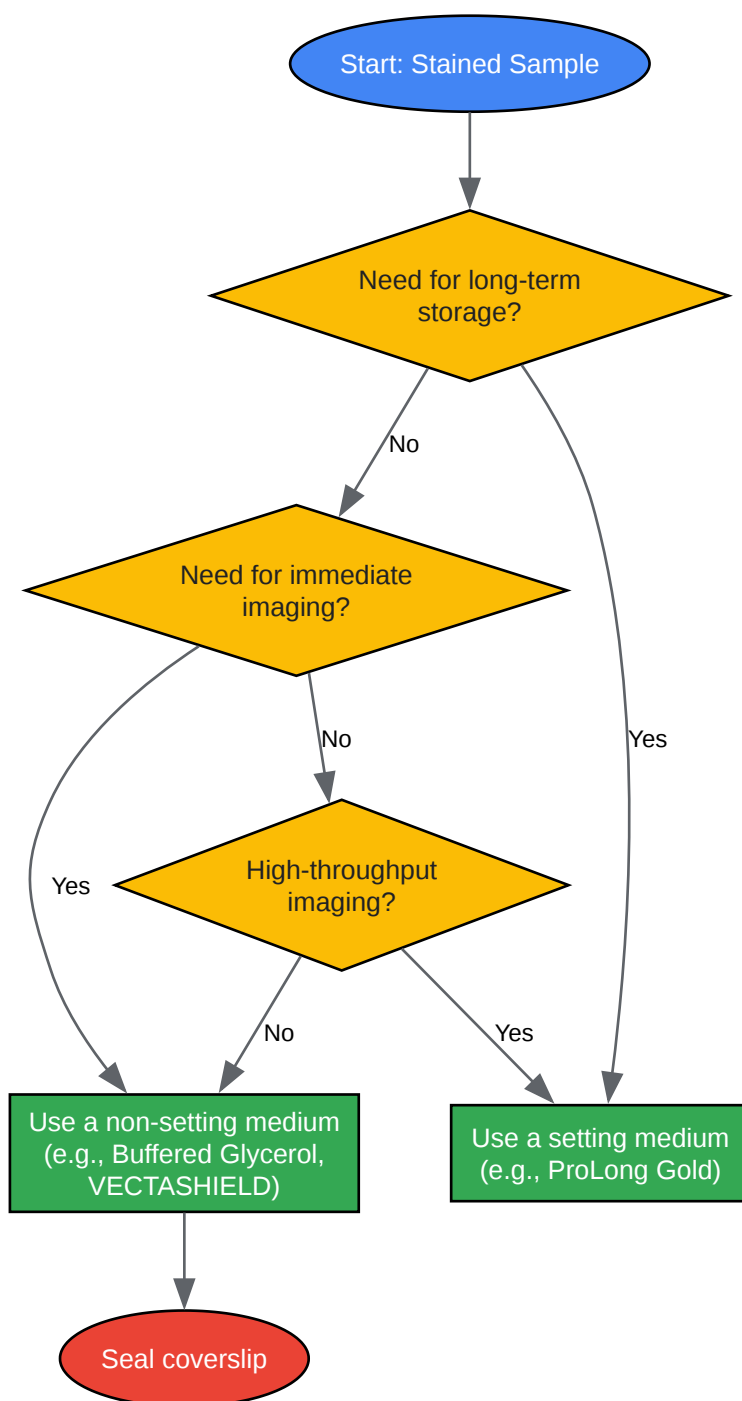 Start: Stained Sample
Need for long-term
storage?
No
Need for immediate
imaging?
No
Yes
High-throughput
imaging?
Yes
No
Yes
Use a non-setting medium
(e.g., Buffered Glycerol,
VECTASHIELD)
Use a setting medium
(e.g., ProLong Gold)
Seal coverslip